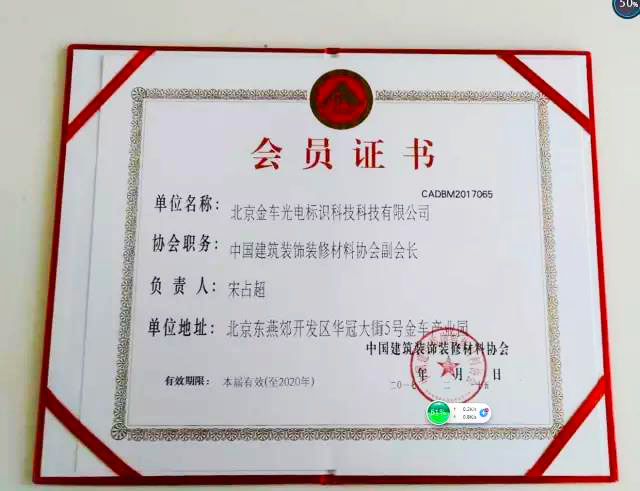 50%
会员证书
CADBM2017065
单位名称：北京金车光电标识科技科技有限公司
协会职务：中国建筑装饰装修材料协会副会长
负责人：宋占超
单位地址：北京东燕郊开发区华冠大街5号金车产业园
中国建筑装饰装修材料协会
年 月 日
有效期限：本届有效(至2020年)
51%